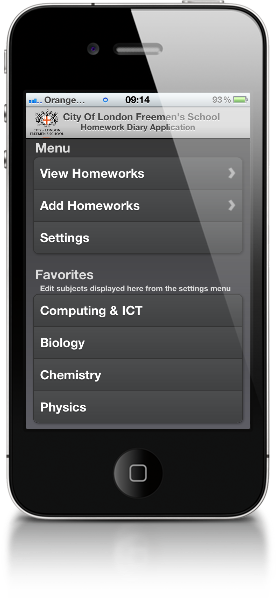 Orange... 09:14 93%
City Of London Freemen's School
Homework Diary Application
Menu
View Homeworks
Add Homeworks
Settings
Favorites
Edit subjects displayed here from the settings menu
Computing & ICT
Biology
Chemistry
Physics